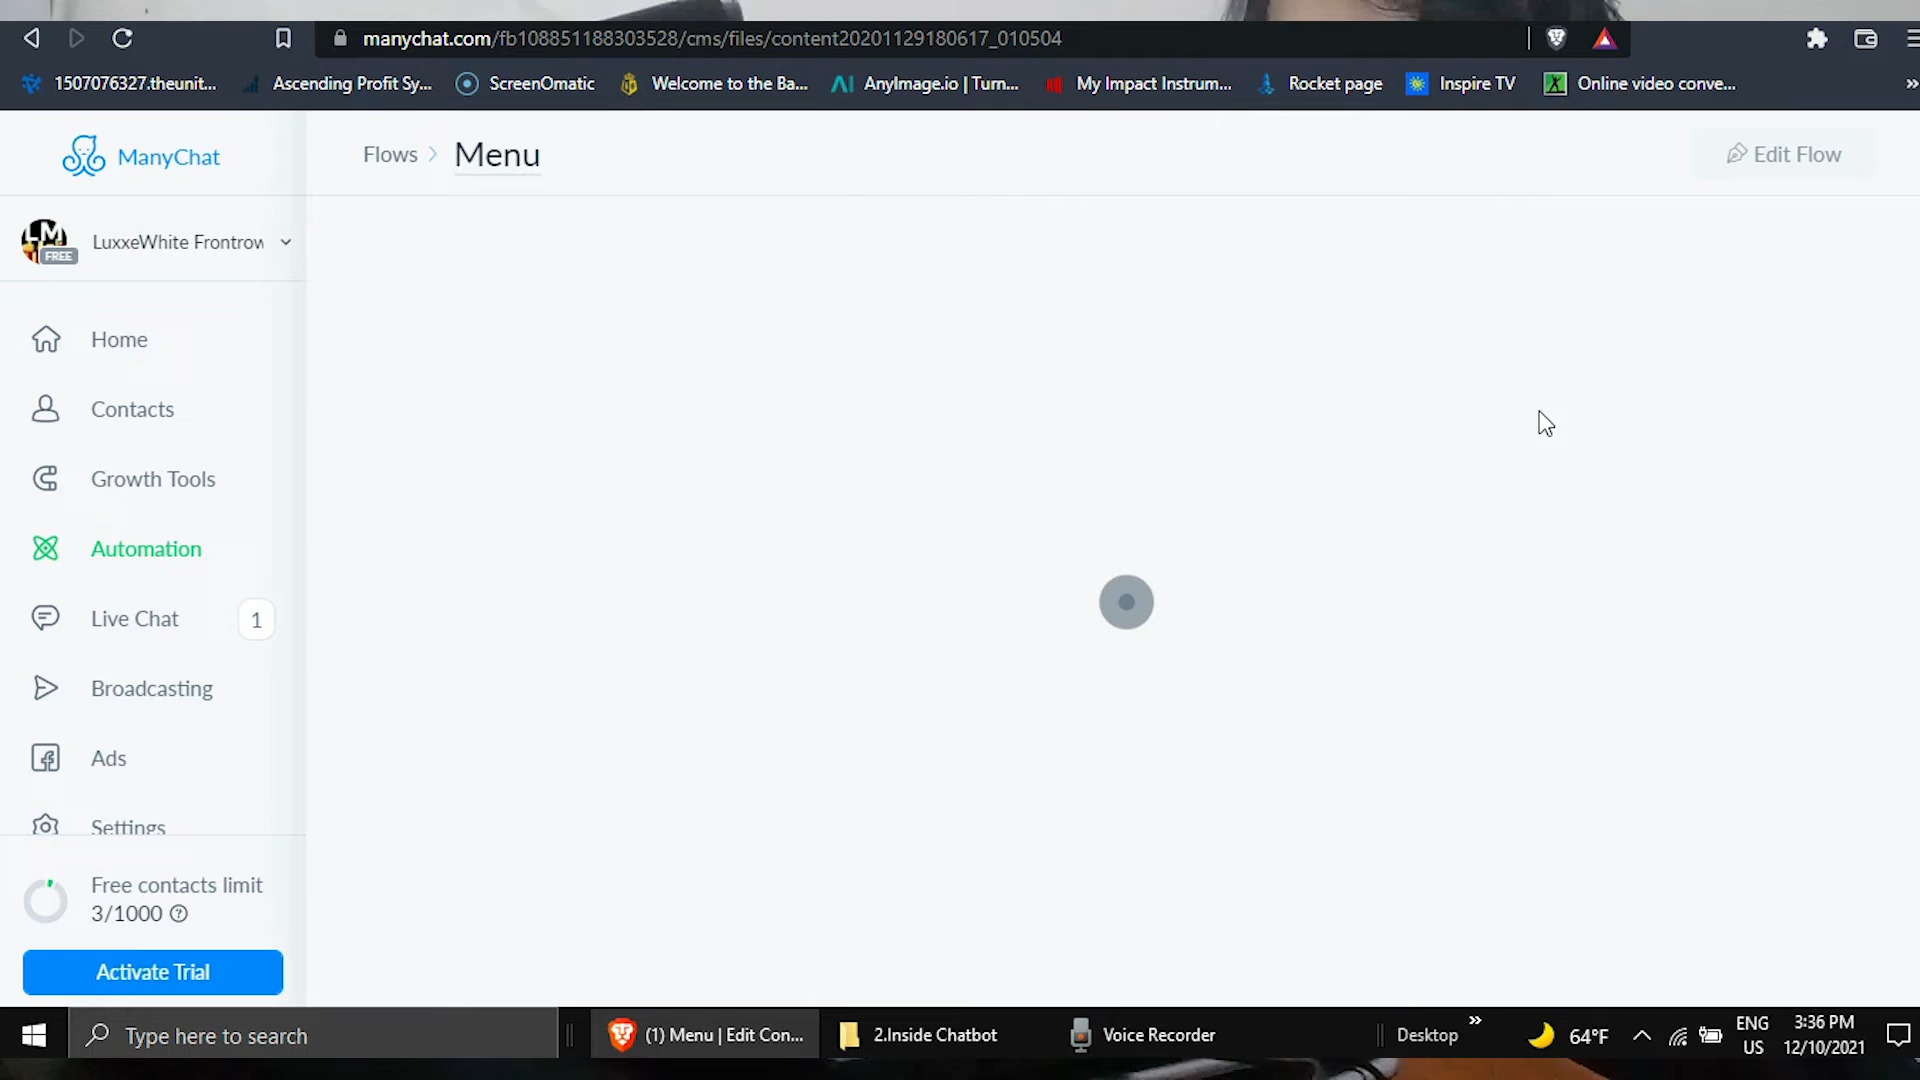 manychat.com/fb108851188303528/cms/files/content20201129180617_010504
1507076327.theunit... Ascending Profit Sy... ScreenOmatic Welcome to the Ba... AnyImage.io | Turn... My Impact Instrum... Rocket page Inspire TV Online video conve... »
ManyChat
Flows > Menu
Edit Flow
LM
FREE
LuxxeWhite Frontrow
Home
Contacts
Growth Tools
Automation
Live Chat 1
Broadcasting
Ads
Settings
Free contacts limit
3/1000 ?
Activate Trial
Type here to search
(1) Menu | Edit Con...
2.Inside Chatbot
Voice Recorder
Desktop »
64°F
ENG
US
3:36 PM
12/10/2021